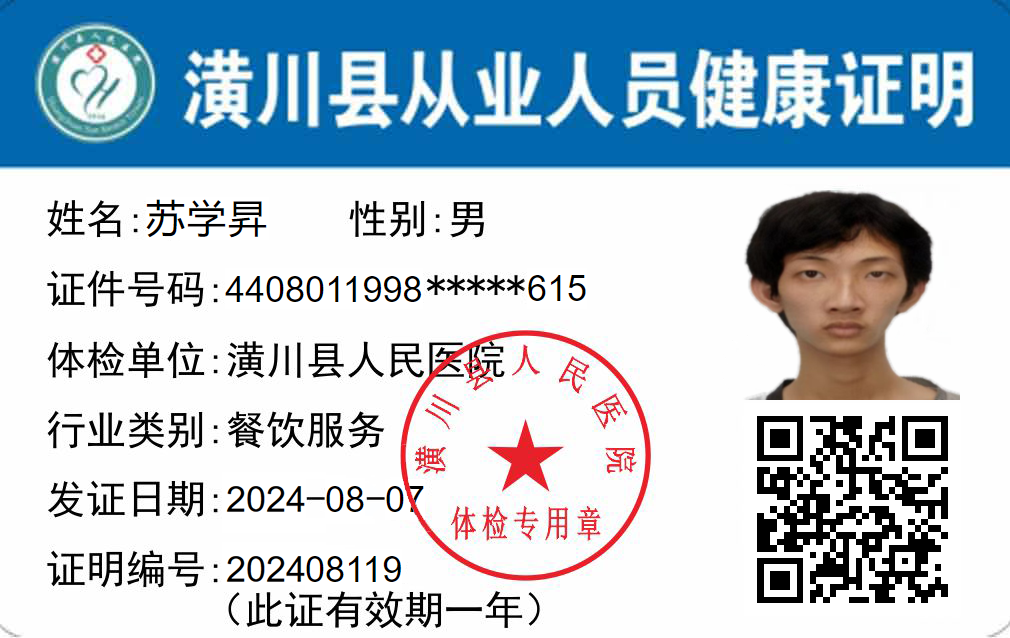 潢川县从业人员健康证明
姓名:苏学昇 性别:男
证件号码:4408011998*****615
体检单位:潢川县人民医院
行业类别:餐饮服务
发证日期:2024-08-07
证明编号:202408119
（此证有效期一年）
潢川县人民医院
体检专用章